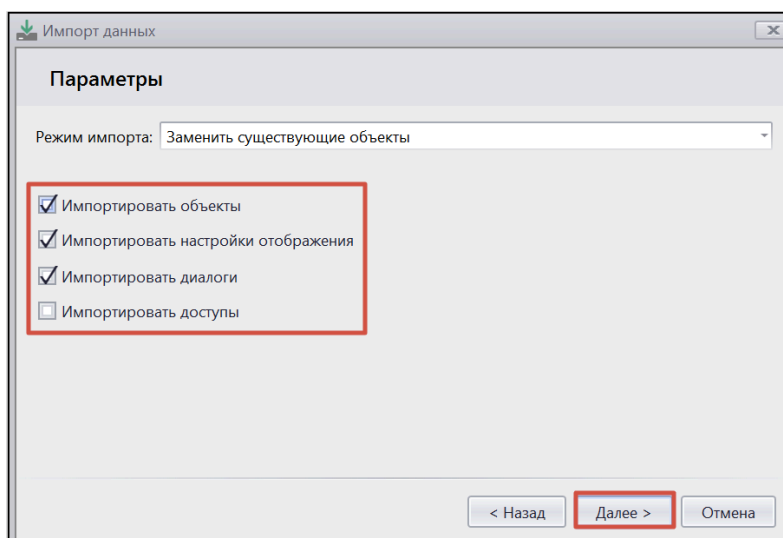 Импорт данных
Параметры
Режим импорта: Заменить существующие объекты
Импортировать объекты
Импортировать настройки отображения
Импортировать диалоги
Импортировать доступы
< Назад Далее > Отмена